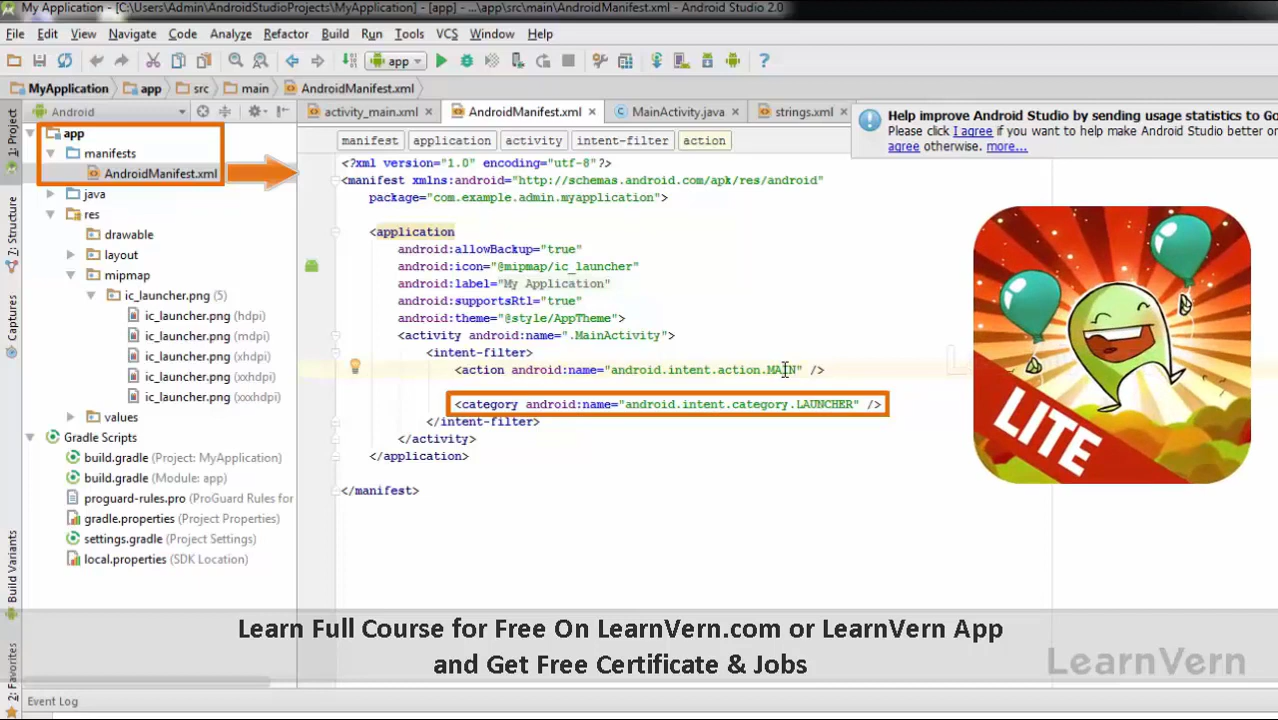 My Application - [C:\Users\Admin\AndroidStudioProjects\MyApplication] - [app] - ...\app\src\main\AndroidManifest.xml - Android Studio 2.0
File Edit View Navigate Code Analyze Refactor Build Run Tools VCS Window Help
app
MyApplication app src main AndroidManifest.xml
1: Project
7: Structure
Captures
Build Variants
2: Favorites
Android
app
manifests
AndroidManifest.xml
java
res
drawable
layout
mipmap
ic_launcher.png (5)
ic_launcher.png (hdpi)
ic_launcher.png (mdpi)
ic_launcher.png (xhdpi)
ic_launcher.png (xxhdpi)
ic_launcher.png (xxxhdpi)
values
Gradle Scripts
build.gradle (Project: MyApplication)
build.gradle (Module: app)
proguard-rules.pro (ProGuard Rules for
gradle.properties (Project Properties)
settings.gradle (Project Settings)
local.properties (SDK Location)
activity_main.xml AndroidManifest.xml MainActivity.java strings.xml
manifest application activity intent-filter action
<?xml version="1.0" encoding="utf-8"?>
<manifest xmlns:android="http://schemas.android.com/apk/res/android"
package="com.example.admin.myapplication">
<application
android:allowBackup="true"
android:icon="@mipmap/ic_launcher"
android:label="My Application"
android:supportsRtl="true"
android:theme="@style/AppTheme">
<activity android:name=".MainActivity">
<intent-filter>
<action android:name="android.intent.action.MAIN" />
<category android:name="android.intent.category.LAUNCHER" />
</intent-filter>
</activity>
</application>
</manifest>
Help improve Android Studio by sending usage statistics to Go
Please click I agree if you want to help make Android Studio better or
agree otherwise. more...
LITE
Learn Full Course for Free On LearnVern.com or LearnVern App
and Get Free Certificate & Jobs
LearnVern
Event Log